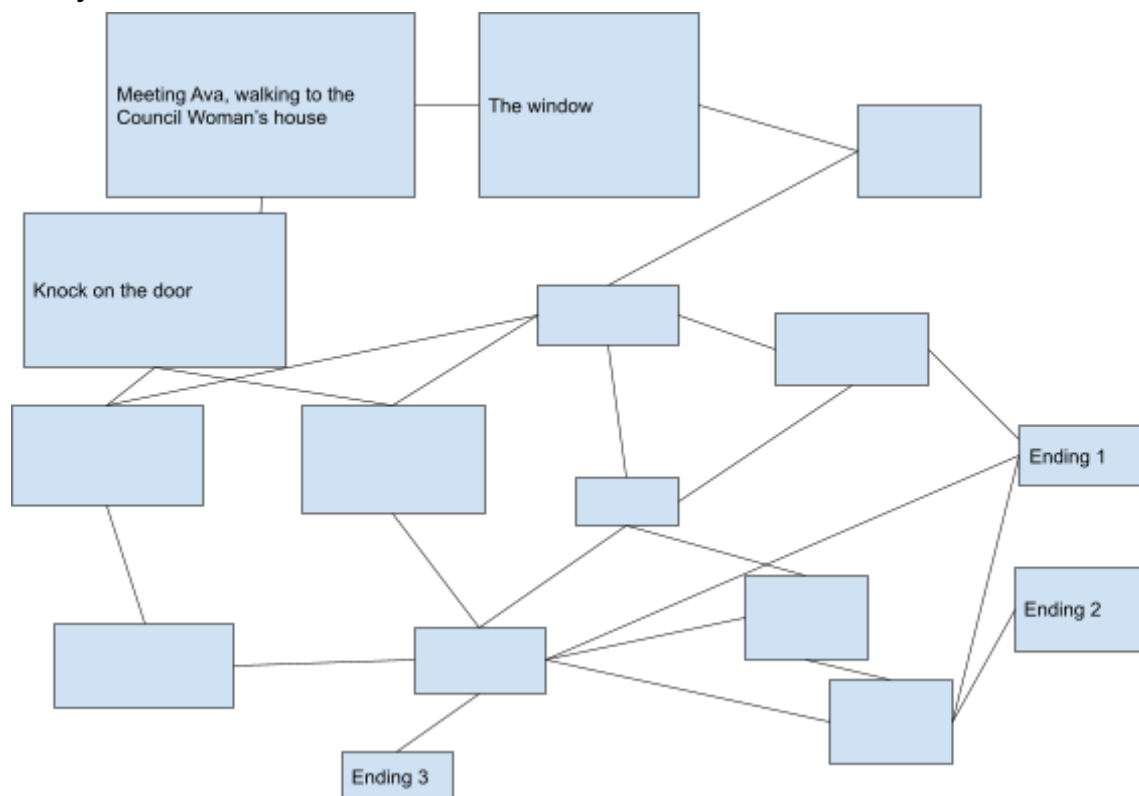 Meeting Ava, walking to the
Council Woman's house
The window
Knock on the door
Ending 1
Ending 2
Ending 3